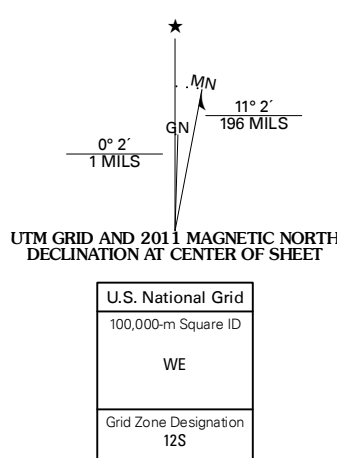 ★
MN
GN
11° 2´
196 MILS
0° 2´
1 MILS
UTM GRID AND 2011 MAGNETIC NORTH
DECLINATION AT CENTER OF SHEET
U.S. National Grid
100,000-m Square ID
WE
Grid Zone Designation
12S